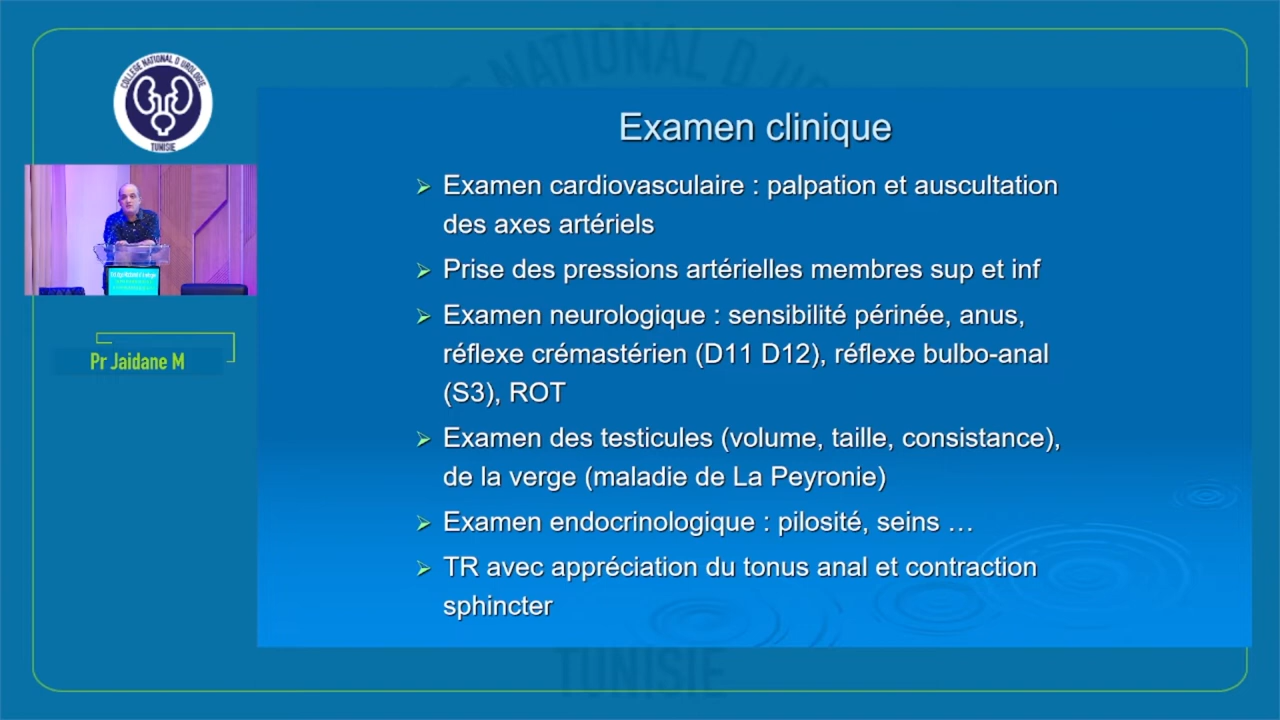 NATIONAL D
COLLEGE NATIONAL D UROLOGIE
TUNISIE
Examen clinique
Examen cardiovasculaire : palpation et auscultation
des axes artériels
Prise des pressions artérielles membres sup et inf
Examen neurologique : sensibilité périnée, anus,
réflexe crémastérien (D11 D12), réflexe bulbo-anal
(S3), ROT
Examen des testicules (volume, taille, consistance),
de la verge (maladie de La Peyronie)
Examen endocrinologique : pilosité, seins …
TR avec appréciation du tonus anal et contraction
sphincter
Pr Jaidane M
TUNISIE